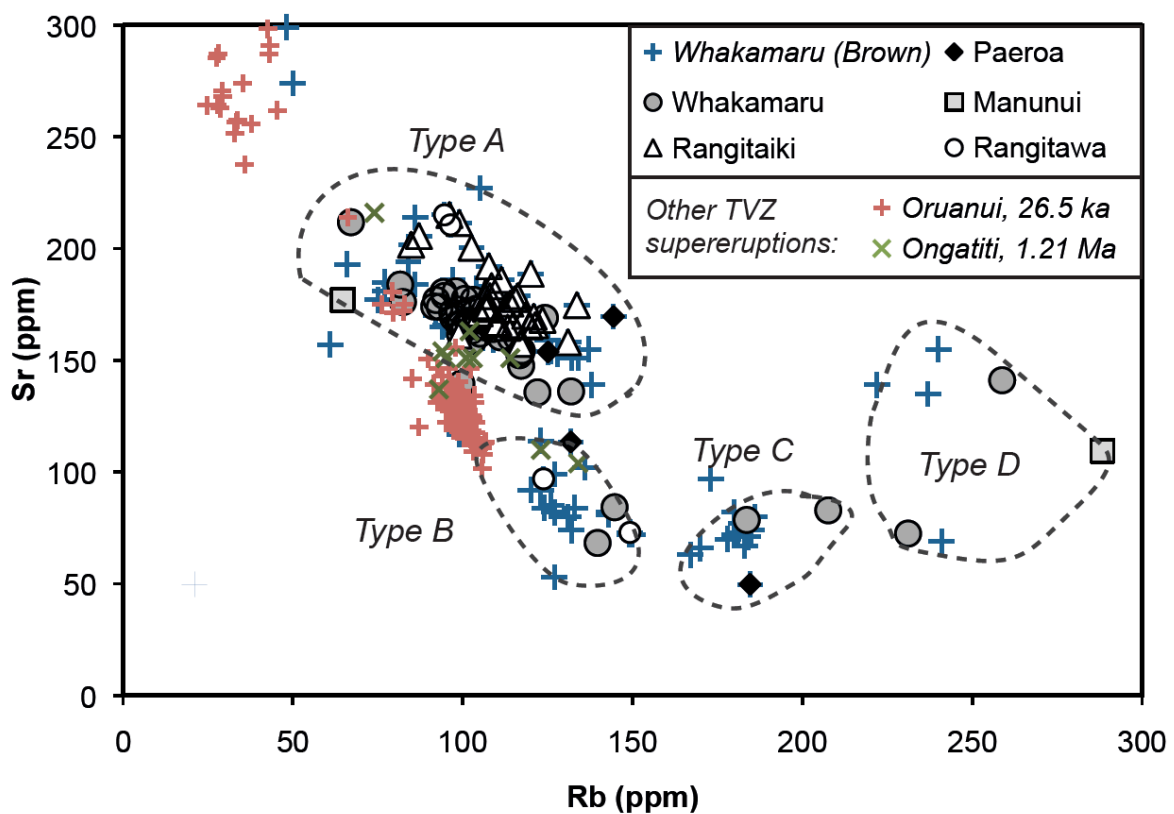 300
250
200
150
100
50
0
Sr (ppm)
Whakamaru (Brown)
Paeroa
Whakamaru
Manunui
Rangitaiki
Rangitawa
Other TVZ
supereruptions:
Oruanui, 26.5 ka
Ongatiti, 1.21 Ma
Type A
Type B
Type C
Type D
0 50 100 150 200 250 300
Rb (ppm)